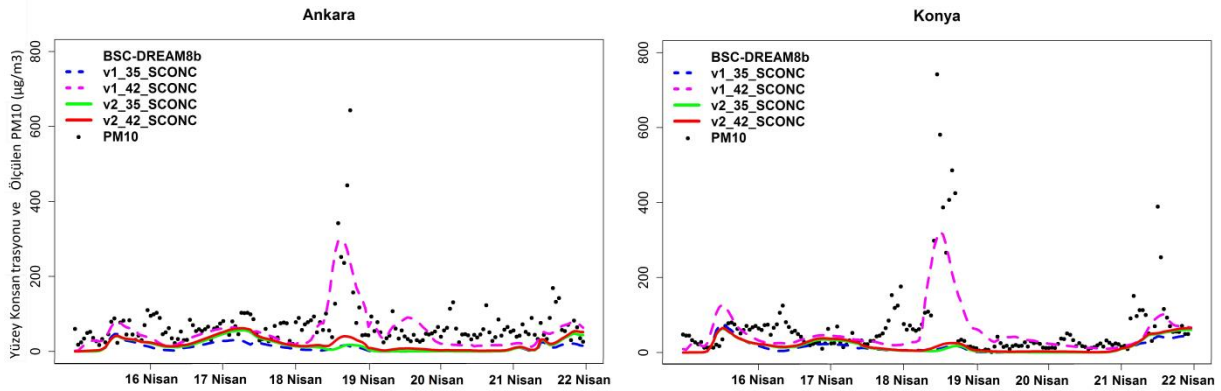 Ankara
Yüzey Konsantrasyonu ve Ölçülen PM10 (µg/m3)
800
600
400
200
0
BSC-DREAM8b
v1_35_SCONC
v1_42_SCONC
v2_35_SCONC
v2_42_SCONC
PM10
16 Nisan 17 Nisan 18 Nisan 19 Nisan 20 Nisan 21 Nisan 22 Nisan
Konya
800
600
400
200
0
BSC-DREAM8b
v1_35_SCONC
v1_42_SCONC
v2_35_SCONC
v2_42_SCONC
PM10
16 Nisan 17 Nisan 18 Nisan 19 Nisan 20 Nisan 21 Nisan 22 Nisan